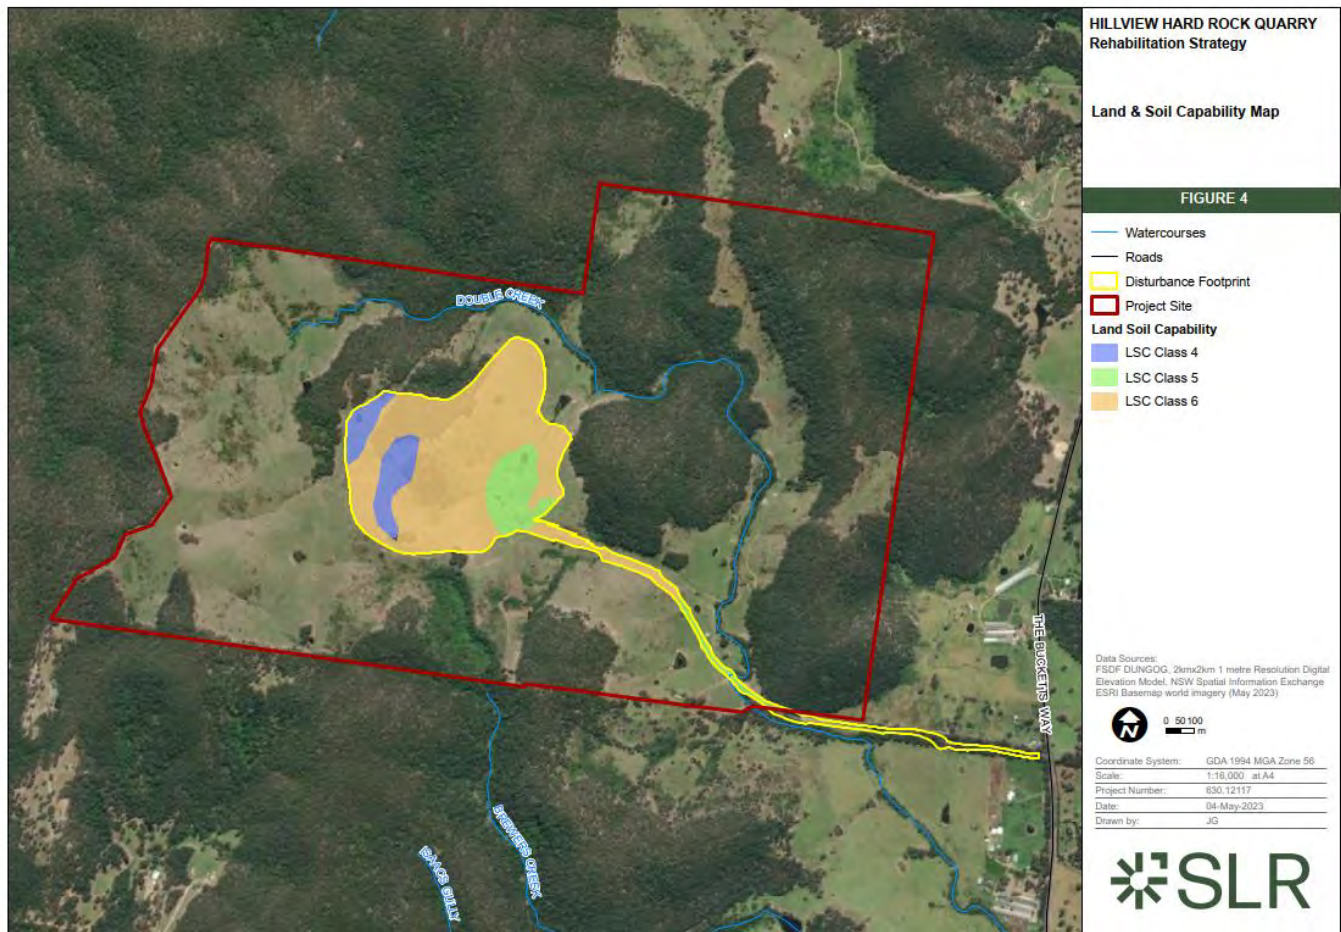 HILLVIEW HARD ROCK QUARRY
Rehabilitation Strategy
Land & Soil Capability Map
FIGURE 4
Watercourses
Roads
Disturbance Footprint
Project Site
Land Soil Capability
LSC Class 4
LSC Class 5
LSC Class 6
DOUBLE CREEK
THE BUCKETTS WAY
BREWERS CREEK
ISAACS GULLY
Data Sources:
FSDF DUNGOG, 2kmx2km 1 metre Resolution Digital
Elevation Model, NSW Spatial Information Exchange
ESRI Basemap world imagery (May 2023)
N
0 50 100
m
Coordinate System: GDA 1994 MGA Zone 56
Scale: 1:16,000 at A4
Project Number: 630.12117
Date: 04-May-2023
Drawn by: JG
SLR